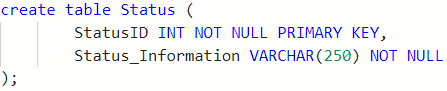 create table Status (
StatusID INT NOT NULL PRIMARY KEY,
Status_Information VARCHAR(250) NOT NULL
);